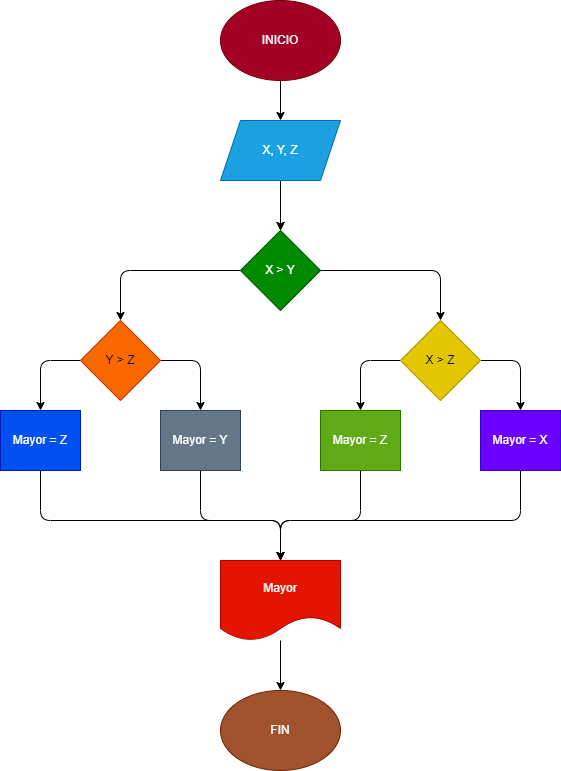 INICIO
X, Y, Z
X > Y
Y > Z
X > Z
Mayor = Z
Mayor = Y
Mayor = Z
Mayor = X
Mayor
FIN